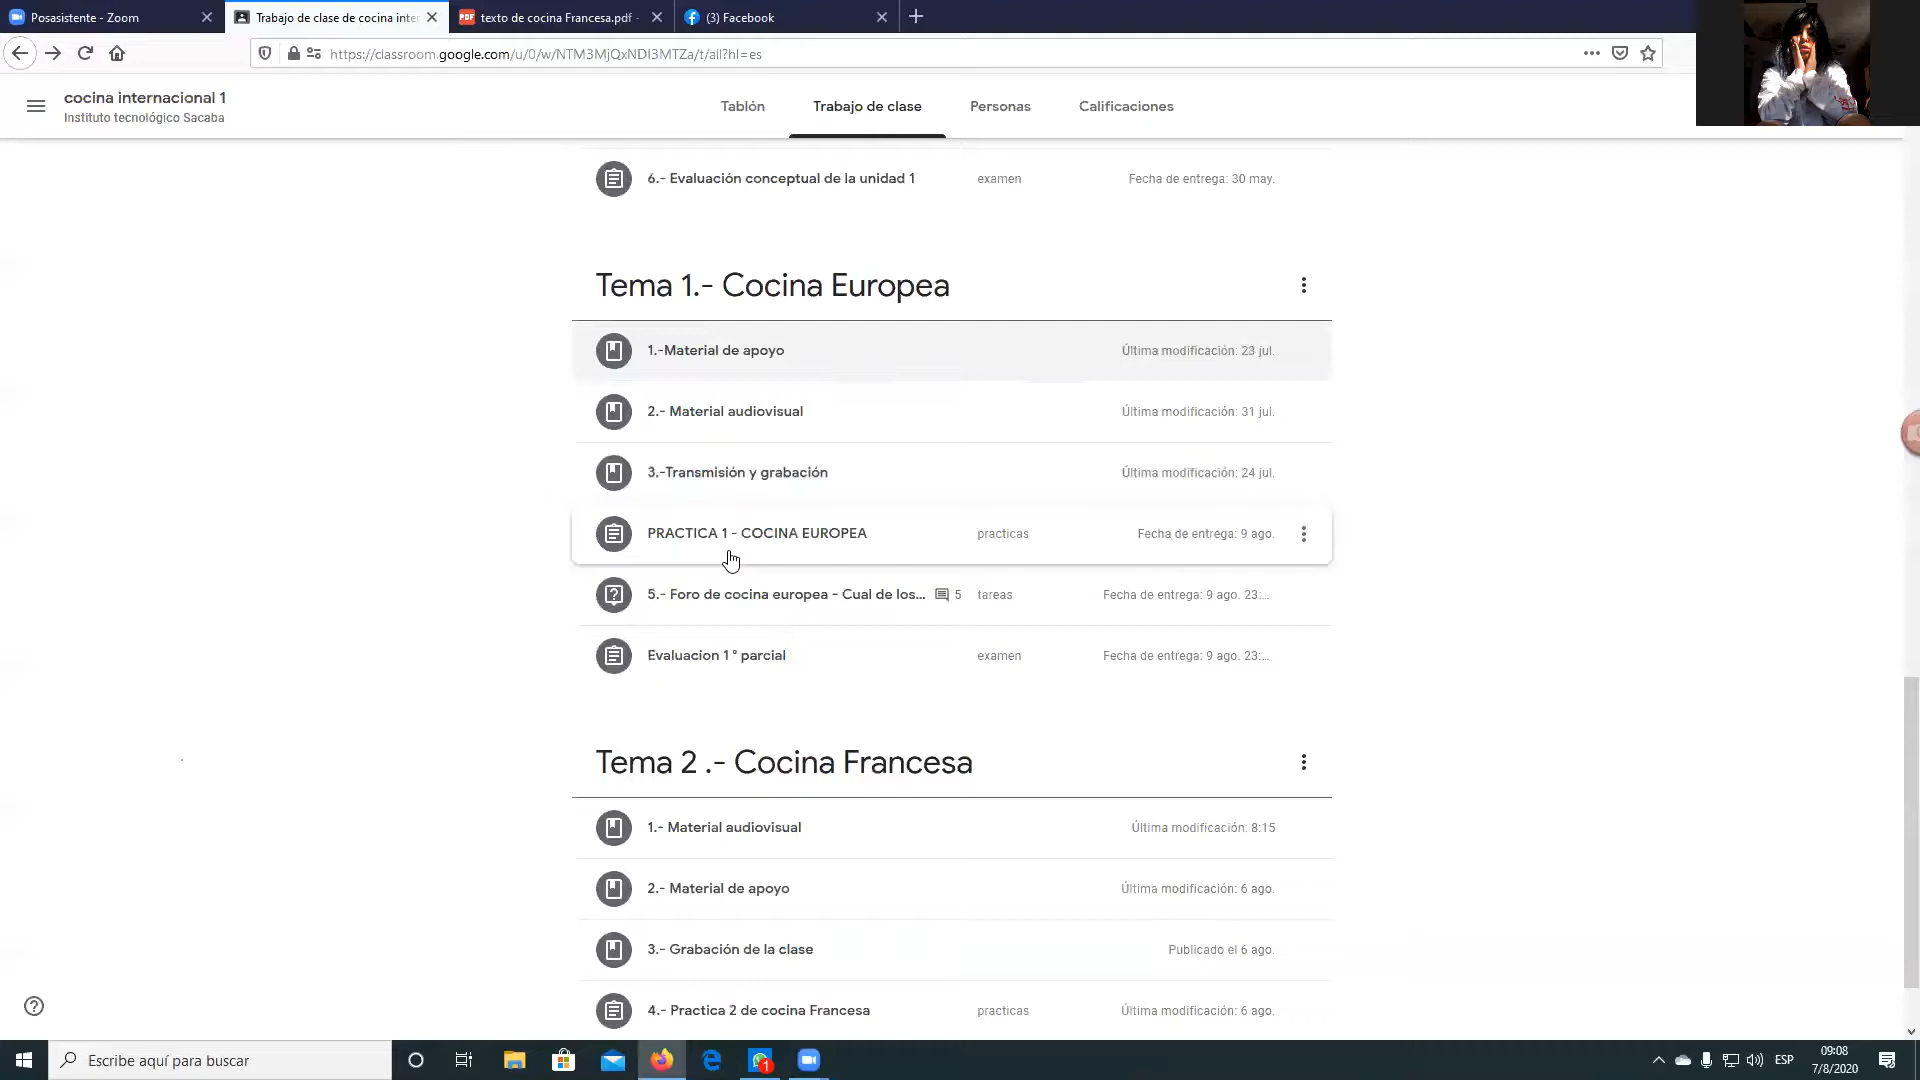 Posasistente - Zoom
Trabajo de clase de cocina inte
texto de cocina Francesa.pdf -
(3) Facebook
https://classroom.google.com/u/0/w/NTM3MjQxNDI3MTZa/t/all?hl=es
cocina internacional 1
Instituto tecnológico Sacaba
Tablón
Trabajo de clase
Personas
Calificaciones
6.- Evaluación conceptual de la unidad 1 examen Fecha de entrega: 30 may.
Tema 1.- Cocina Europea
1.-Material de apoyo Última modificación: 23 jul.
2.- Material audiovisual Última modificación: 31 jul.
3.-Transmisión y grabación Última modificación: 24 jul.
PRACTICA 1 - COCINA EUROPEA practicas Fecha de entrega: 9 ago.
5.- Foro de cocina europea - Cual de los... 5 tareas Fecha de entrega: 9 ago. 23:...
Evaluacion 1 ° parcial examen Fecha de entrega: 9 ago. 23:...
Tema 2 .- Cocina Francesa
1.- Material audiovisual Última modificación: 8:15
2.- Material de apoyo Última modificación: 6 ago.
3.- Grabación de la clase Publicado el 6 ago.
4.- Practica 2 de cocina Francesa practicas Última modificación: 6 ago.
Escribe aquí para buscar
1
ESP
09:08
7/8/2020